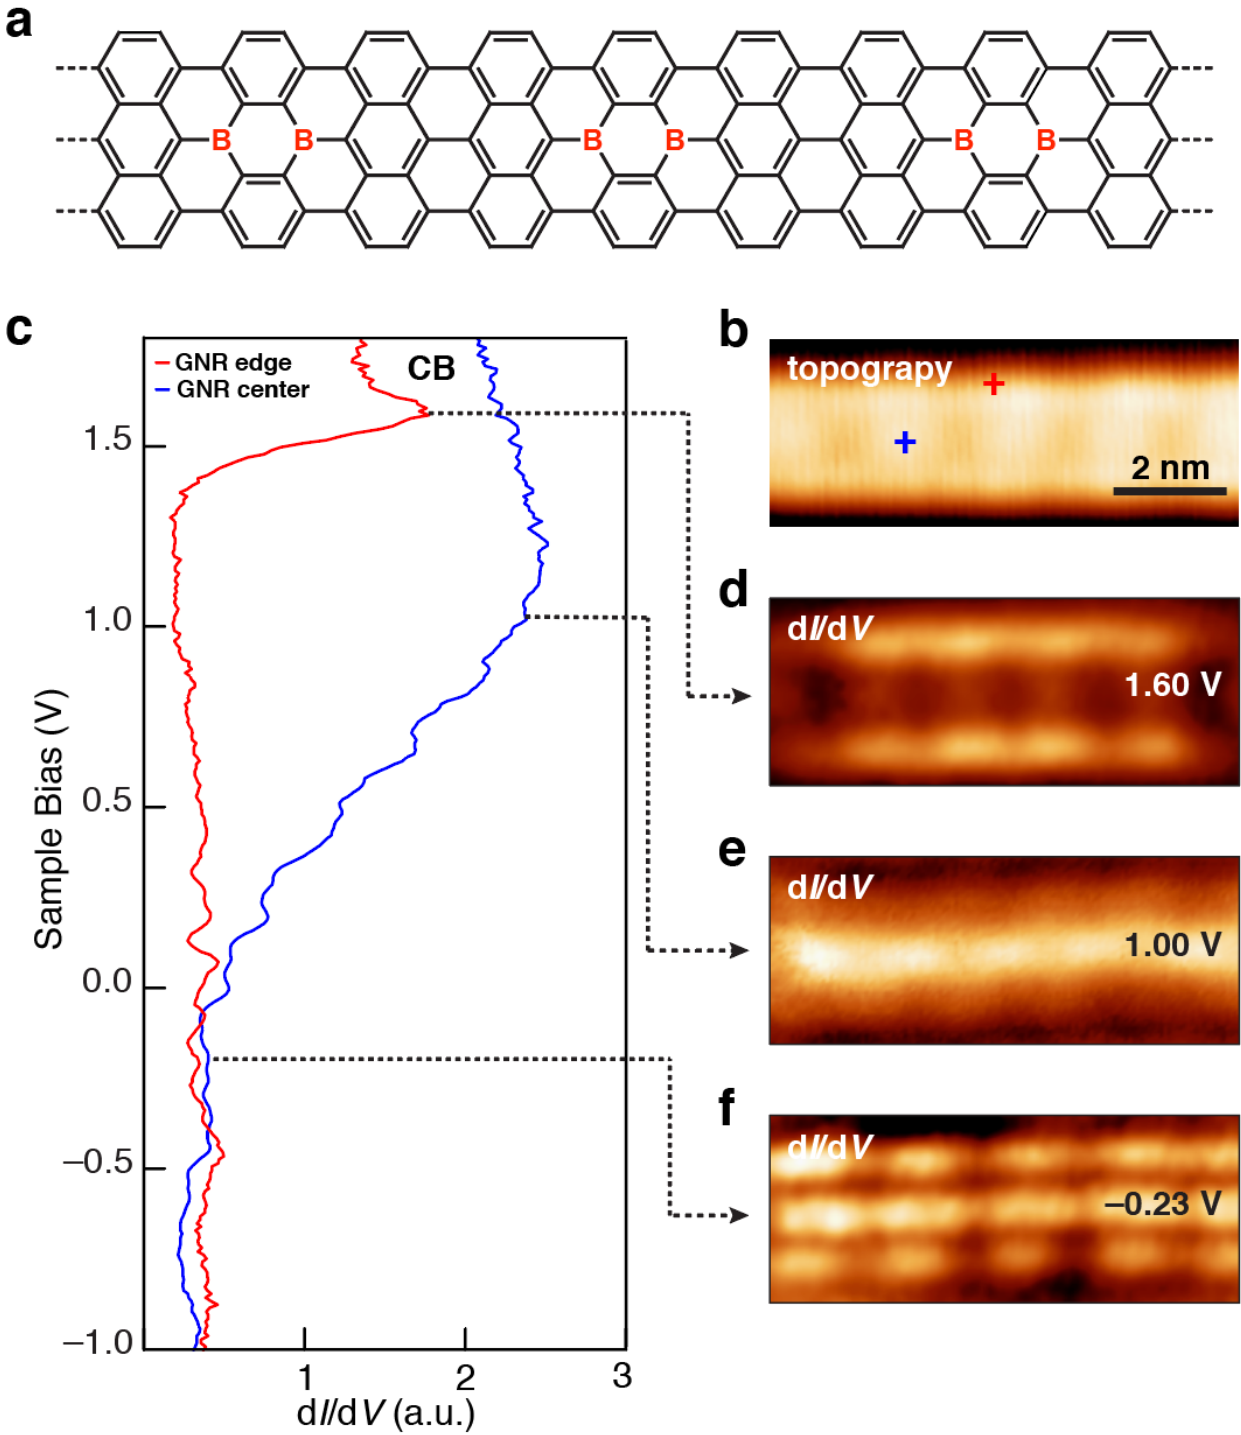 a
B B B B B B
c
GNR edge
GNR center
CB
1.5
1.0
0.5
0.0
–0.5
–1.0
Sample Bias (V)
1 2 3
dI/dV (a.u.)
b
topograpy
2 nm
d
dI/dV
1.60 V
e
dI/dV
1.00 V
f
dI/dV
–0.23 V